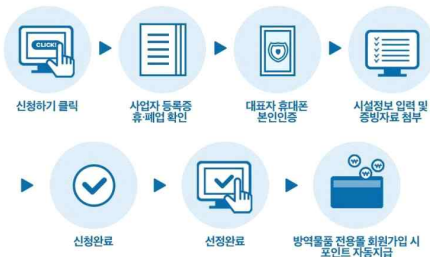 CLICK!
신청하기 클릭
사업자 등록증
휴·폐업 확인
대표자 휴대폰
본인인증
시설정보 입력 및
증빙자료 첨부
신청완료
선정완료
₩ ₩ ₩
방역물품 전용몰 회원가입 시
포인트 자동지급